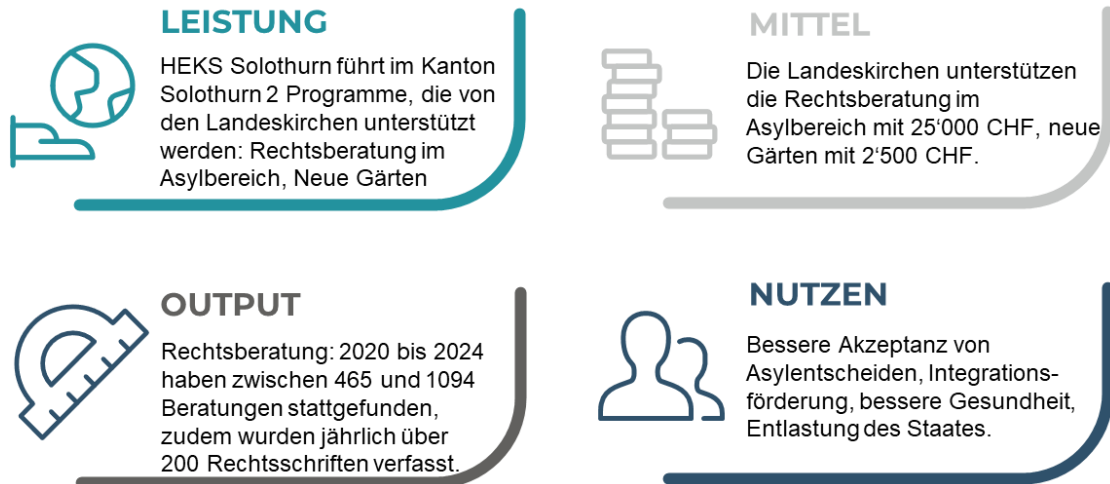 LEISTUNG
HEKS Solothurn führt im Kanton
Solothurn 2 Programme, die von
den Landeskirchen unterstützt
werden: Rechtsberatung im
Asylbereich, Neue Gärten
MITTEL
Die Landeskirchen unterstützen
die Rechtsberatung im
Asylbereich mit 25‘000 CHF, neue
Gärten mit 2‘500 CHF.
OUTPUT
Rechtsberatung: 2020 bis 2024
haben zwischen 465 und 1094
Beratungen stattgefunden,
zudem wurden jährlich über
200 Rechtsschriften verfasst.
NUTZEN
Bessere Akzeptanz von
Asylentscheiden, Integrations-
förderung, bessere Gesundheit,
Entlastung des Staates.